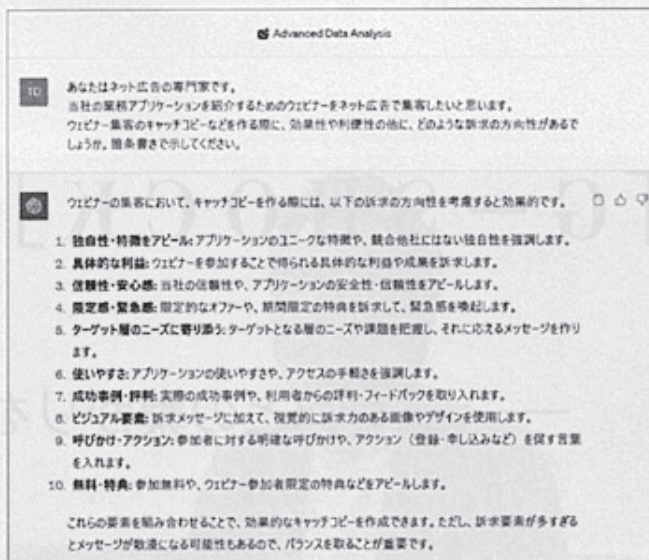 Advanced Data Analysis
TD
あなたはネット広告の専門家です。
当社の業務アプリケーションを紹介するためのウェビナーをネット広告で集客したいと思います。
ウェビナー集客のキャッチコピーなどを作る際に、効果性や利便性の他に、どのような訴求の方向性があるで
しょうか。箇条書きで示してください。
ウェビナーの集客において、キャッチコピーを作る際には、以下の訴求の方向性を考慮すると効果的です。
1. 独自性・特徴をアピール: アプリケーションのユニークな特徴や、競合他社にはない独自性を強調します。
2. 具体的な利益: ウェビナーを参加することで得られる具体的な利益や成果を訴求します。
3. 信頼性・安心感: 当社の信頼性や、アプリケーションの安全性・信頼性をアピールします。
4. 限定感・緊急感: 限定的なオファーや、期間限定の特典を訴求して、緊急感を喚起します。
5. ターゲット層のニーズに寄り添う: ターゲットとなる層のニーズや課題を把握し、それに応えるメッセージを作り
ます。
6. 使いやすさ: アプリケーションの使いやすさや、アクセスの手軽さを強調します。
7. 成功事例・評判: 実際の成功事例や、利用者からの評判・フィードバックを取り入れます。
8. ビジュアル要素: 訴求メッセージに加えて、視覚的に訴求力のある画像やデザインを使用します。
9. 呼びかけ・アクション: 参加者に対する明確な呼びかけや、アクション（登録・申し込みなど）を促す言葉
を入れます。
10. 無料・特典: 参加無料や、ウェビナー参加者限定の特典などをアピールします。
これらの要素を組み合わせることで、効果的なキャッチコピーを作成できます。ただし、訴求要素が多すぎる
とメッセージが散漫になる可能性もあるので、バランスを取ることが重要です。